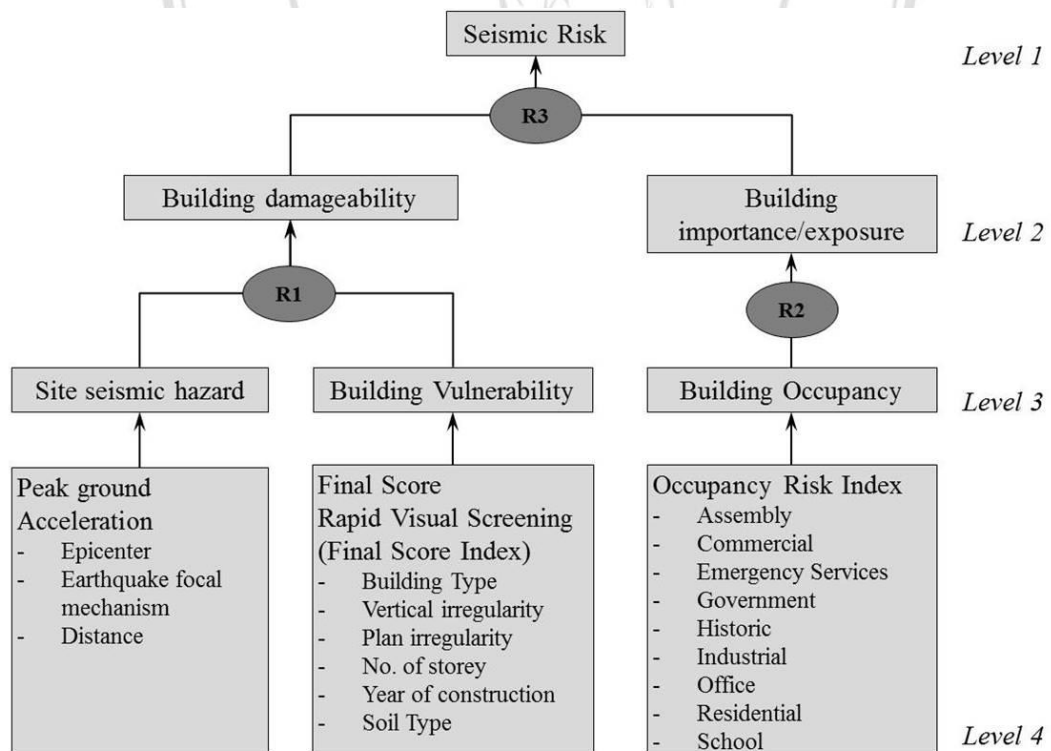 Seismic Risk
Level 1
R3
Building damageability
Building
importance/exposure
Level 2
R1
R2
Site seismic hazard
Building Vulnerability
Building Occupancy
Level 3
Peak ground
Acceleration
- Epicenter
- Earthquake focal
mechanism
- Distance
Final Score
Rapid Visual Screening
(Final Score Index)
- Building Type
- Vertical irregularity
- Plan irregularity
- No. of storey
- Year of construction
- Soil Type
Occupancy Risk Index
- Assembly
- Commercial
- Emergency Services
- Government
- Historic
- Industrial
- Office
- Residential
- School
Level 4